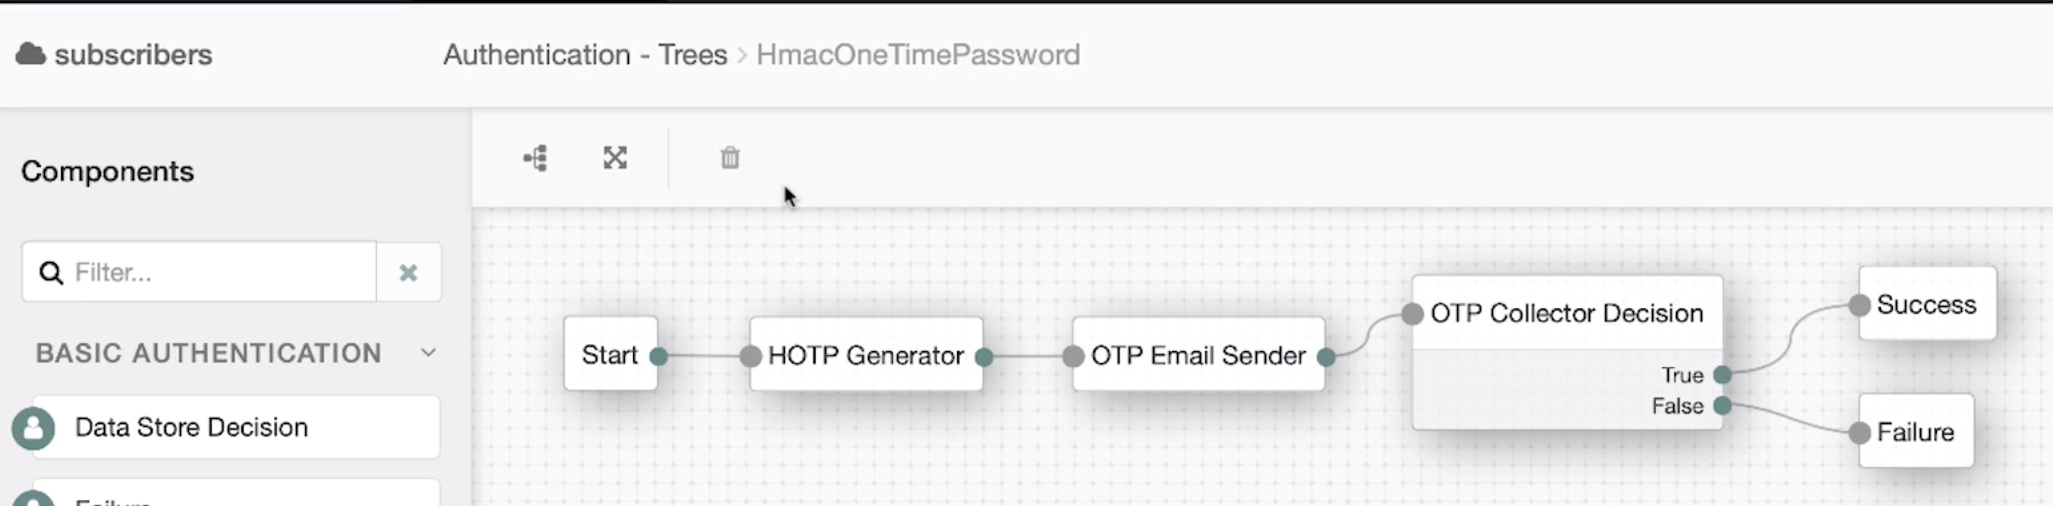 subscribers
Authentication - Trees > HmacOneTimePassword
Components
Filter...
BASIC AUTHENTICATION
Data Store Decision
Start
HOTP Generator
OTP Email Sender
OTP Collector Decision
True
False
Success
Failure